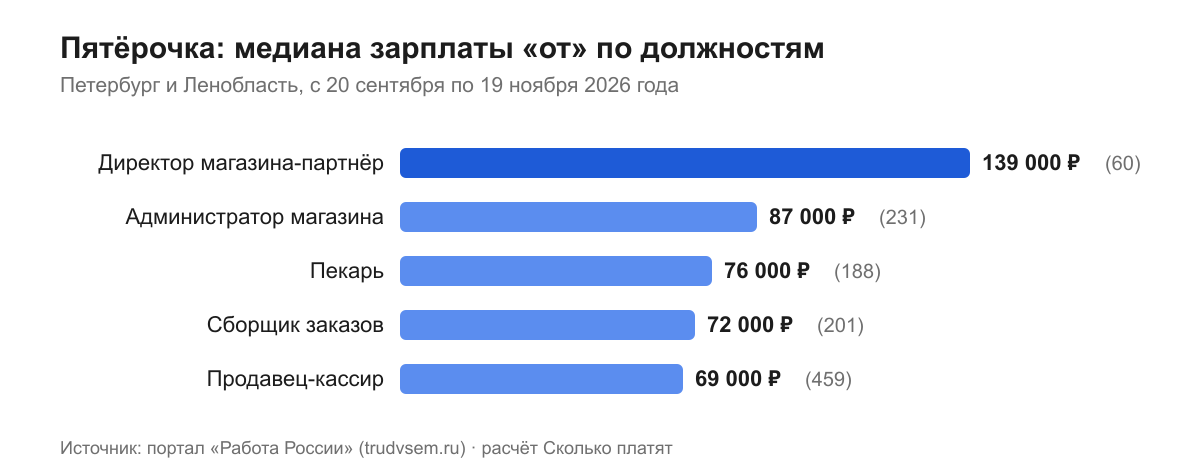 Пятёрочка: медиана зарплаты «от» по должностям
Петербург и Ленобласть, с 20 сентября по 19 ноября 2026 года
Директор магазина-партнёр 139 000 ₽ (60)
Администратор магазина 87 000 ₽ (231)
Пекарь 76 000 ₽ (188)
Сборщик заказов 72 000 ₽ (201)
Продавец-кассир 69 000 ₽ (459)
Источник: портал «Работа России» (trudvsem.ru) · расчёт Сколько платят